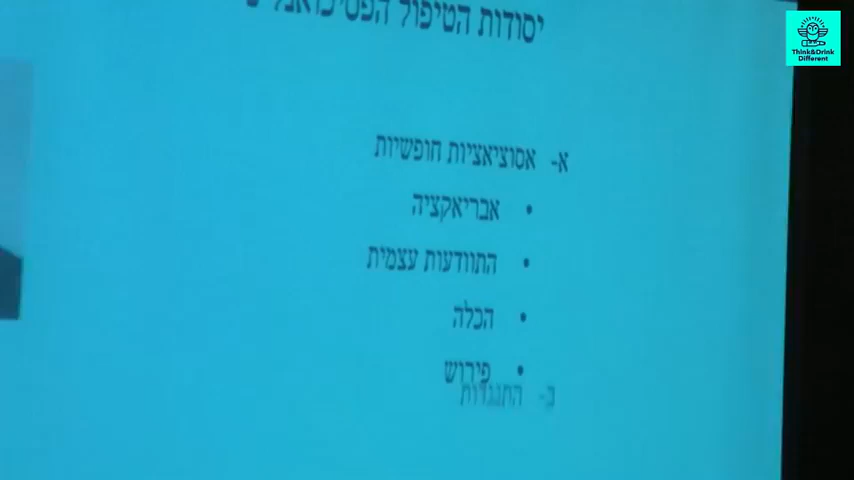 יסודות הטיפול
א- אסוציאציות חופשיות
• אבריאקציה
• התוודעות עצמית
• הכלה
• פירוש
ב- התנגדות
Think&Drink
Different